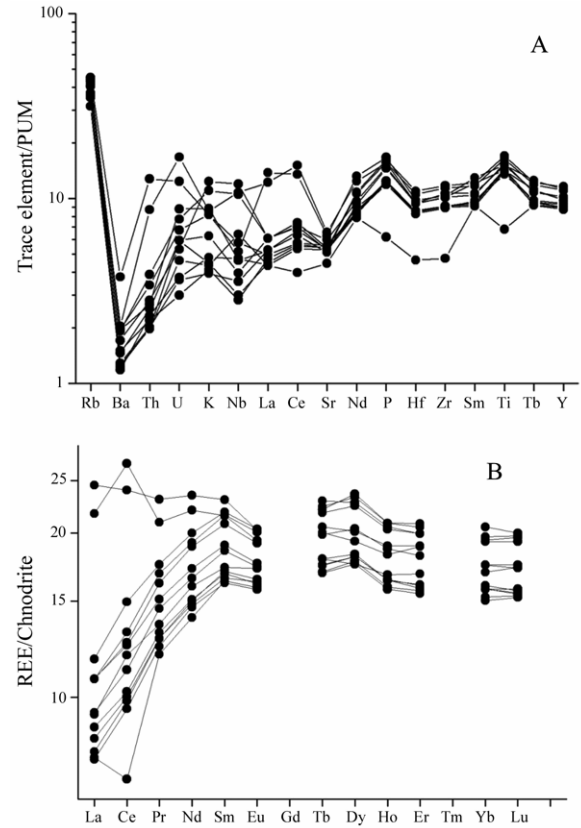 100
A
Trace element/PUM
10
1
Rb Ba Th U K Nb La Ce Sr Nd P Hf Zr Sm Ti Tb Y
25
B
20
REE/Chnodrite
15
10
La Ce Pr Nd Sm Eu Gd Tb Dy Ho Er Tm Yb Lu